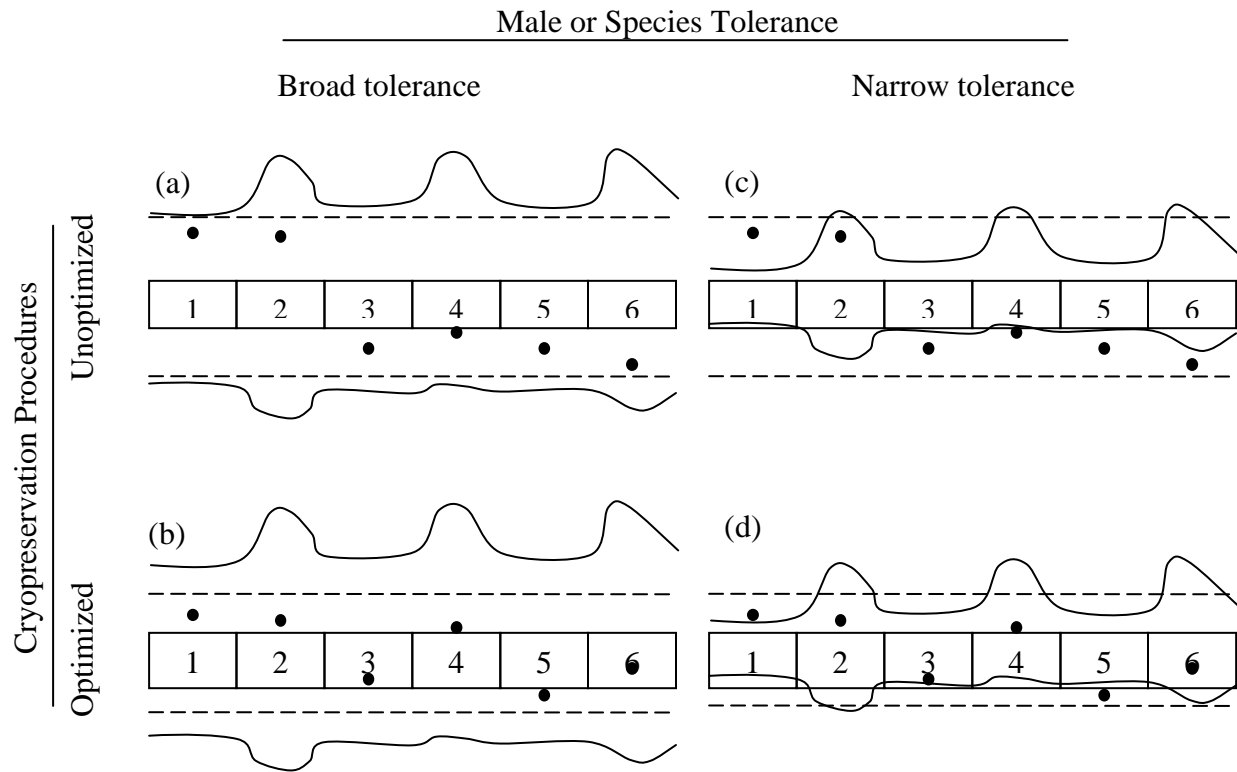 Male or Species Tolerance
Broad tolerance Narrow tolerance
Cryopreservation Procedures
Unoptimized
(a) (c)
1 2 3 4 5 6 1 2 3 4 5 6
Optimized
(b) (d)
1 2 3 4 5 6 1 2 3 4 5 6